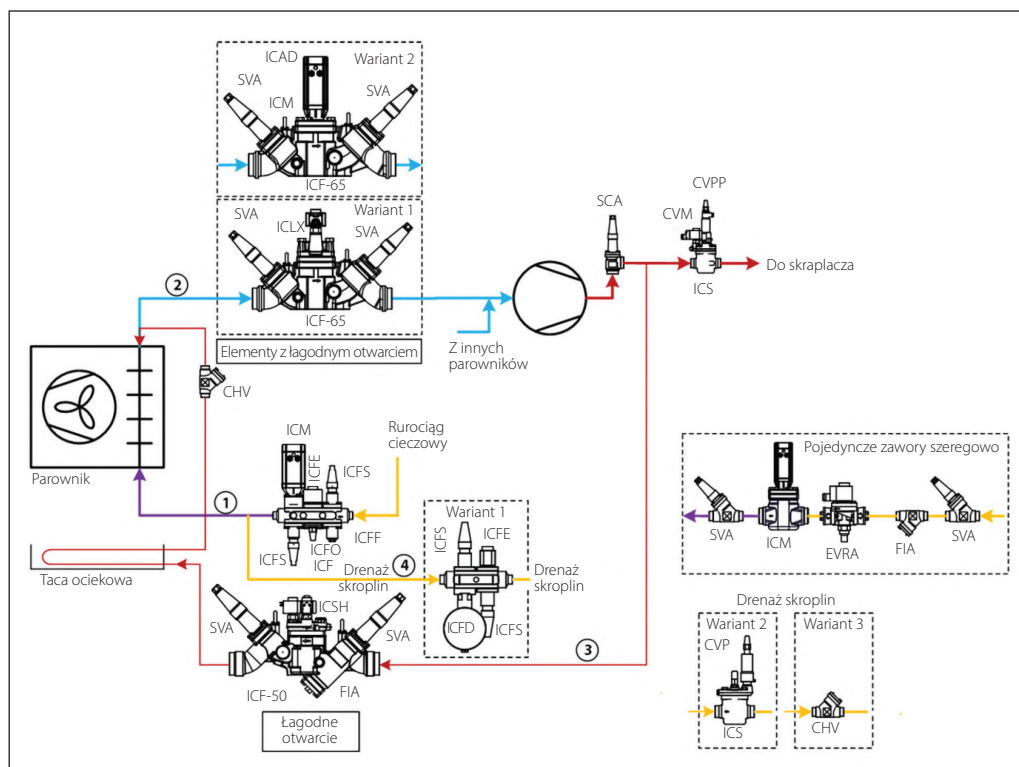 ICAD
Wariant 2
SVA
ICM
SVA
ICF-65
Wariant 1
SVA
ICLX
SVA
ICF-65
Elementy z łagodnym otwarciem
2
SCA
CVPP
CVM
ICS
Do skraplacza
Z innych
parowników
CHV
Parownik
ICM
ICFE
ICFS
Rurociąg
cieczowy
1
ICFF
ICFS
ICFO
ICF
Drenaż
skroplin
4
Wariant 1
ICFS
ICFE
ICFD
ICFS
Drenaż
skroplin
Taca ociekowa
ICSH
SVA
SVA
ICF-50
FIA
3
Łagodne
otwarcie
Pojedyncze zawory szeregowo
SVA
ICM
EVRA
FIA
SVA
Drenaż skroplin
Wariant 2
CVP
ICS
Wariant 3
CHV